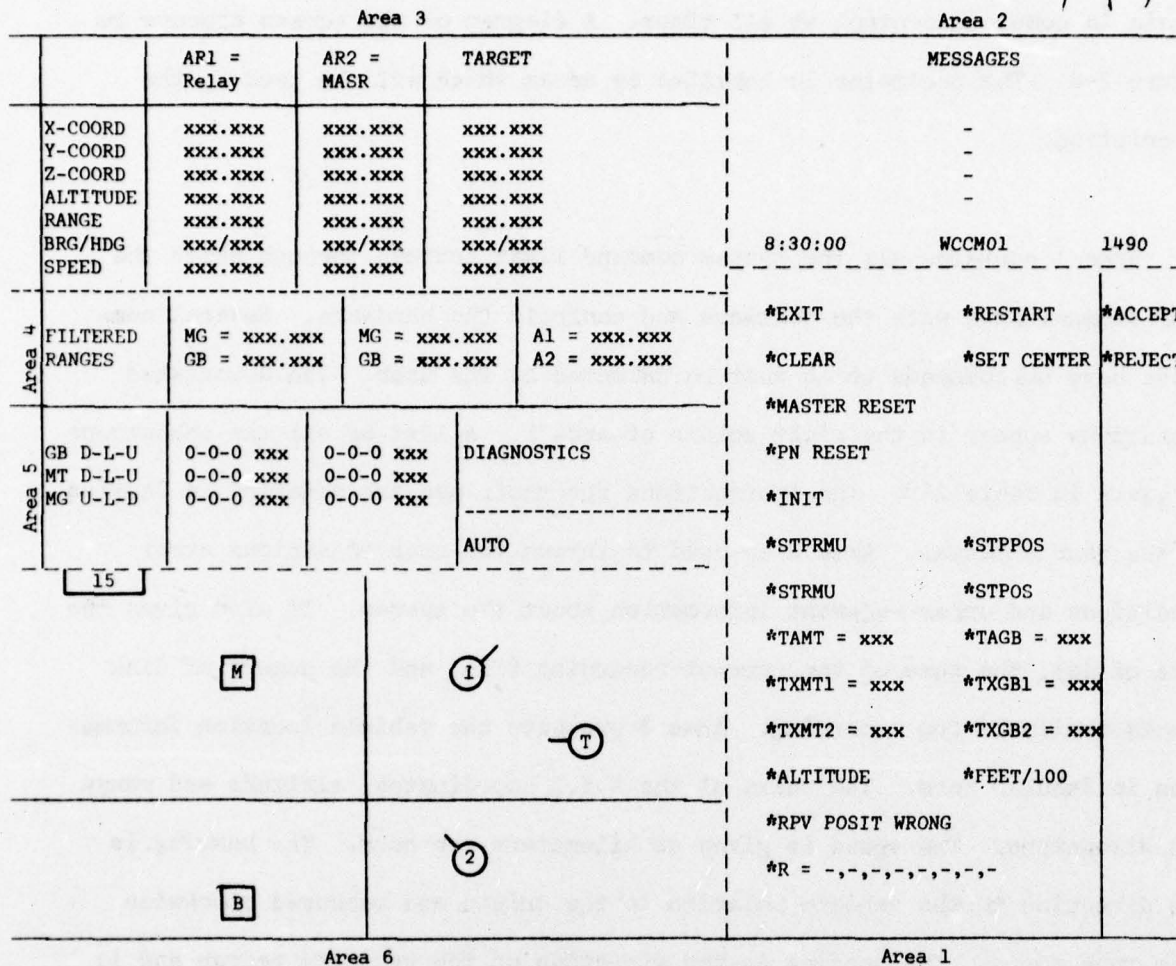 Area 3
Area 2
AP1 = AR2 = TARGET
Relay MASR
MESSAGES
X-COORD xxx.xxx xxx.xxx xxx.xxx -
Y-COORD xxx.xxx xxx.xxx xxx.xxx -
Z-COORD xxx.xxx xxx.xxx xxx.xxx -
ALTITUDE xxx.xxx xxx.xxx xxx.xxx -
RANGE xxx.xxx xxx.xxx xxx.xxx
BRG/HDG xxx/xxx xxx/xxx xxx/xxx
SPEED xxx.xxx xxx.xxx xxx.xxx
8:30:00 WCCM01 1490
Area 4
FILTERED MG = xxx.xxx MG = xxx.xxx A1 = xxx.xxx
RANGES GB = xxx.xxx GB = xxx.xxx A2 = xxx.xxx
Area 5
GB D-L-U 0-0-0 xxx 0-0-0 xxx DIAGNOSTICS
MT D-L-U 0-0-0 xxx 0-0-0 xxx
MG U-L-D 0-0-0 xxx 0-0-0 xxx
AUTO
15
M
1
T
2
B
Area 6
*EXIT *RESTART *ACCEPT
*CLEAR *SET CENTER *REJECT
*MASTER RESET
*PN RESET
*INIT
*STPRMU *STPPOS
*STRMU *STPOS
*TAMT = xxx *TAGB = xxx
*TXMT1 = xxx *TXGB1 = xxx
*TXMT2 = xxx *TXGB2 = xxx
*ALTITUDE *FEET/100
*RPV POSIT WRONG
*R = -,-,-,-,-,-,-,-
Area 1